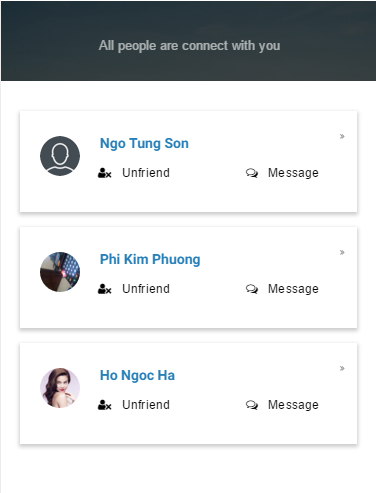 All people are connect with you
Ngo Tung Son
»
Unfriend Message
Phi Kim Phuong
»
Unfriend Message
Ho Ngoc Ha
»
Unfriend Message